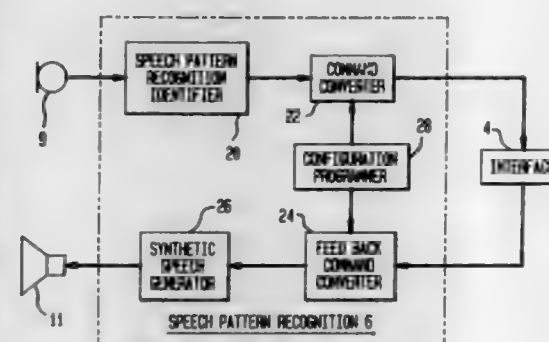 SPEECH PATTERN
RECOGNITION
IDENTIFIER
COMMAND
CONVERTER
9
20
22
CONFIGURATION
PROGRAMMER
28
4
INTERFACE
26
24
SYNTHETIC
SPEECH
GENERATOR
FEED BACK
COMMAND
CONVERTER
11
SPEECH PATTERN RECOGNITION 6